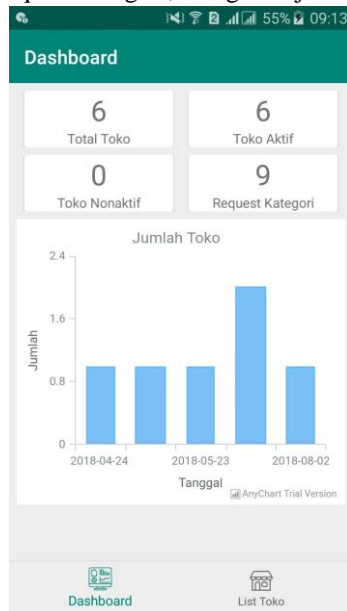 55% 09:13
Dashboard
6
Total Toko
6
Toko Aktif
0
Toko Nonaktif
9
Request Kategori
Jumlah Toko
2.4
1.6
0.8
0
Jumlah
2018-04-24
2018-05-23
2018-08-02
Tanggal
AnyChart Trial Version
Dashboard
List Toko